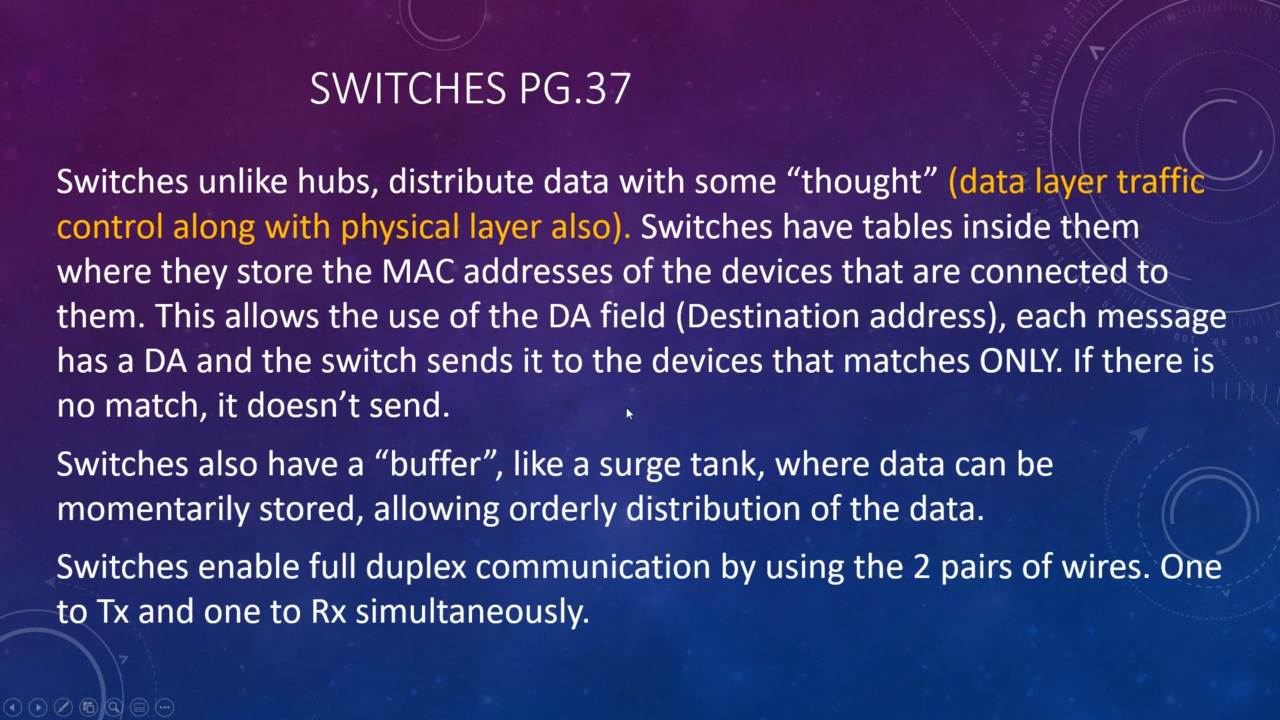 SWITCHES PG.37
Switches unlike hubs, distribute data with some “thought” (data layer traffic
control along with physical layer also). Switches have tables inside them
where they store the MAC addresses of the devices that are connected to
them. This allows the use of the DA field (Destination address), each message
has a DA and the switch sends it to the devices that matches ONLY. If there is
no match, it doesn’t send.
Switches also have a “buffer”, like a surge tank, where data can be
momentarily stored, allowing orderly distribution of the data.
Switches enable full duplex communication by using the 2 pairs of wires. One
to Tx and one to Rx simultaneously.